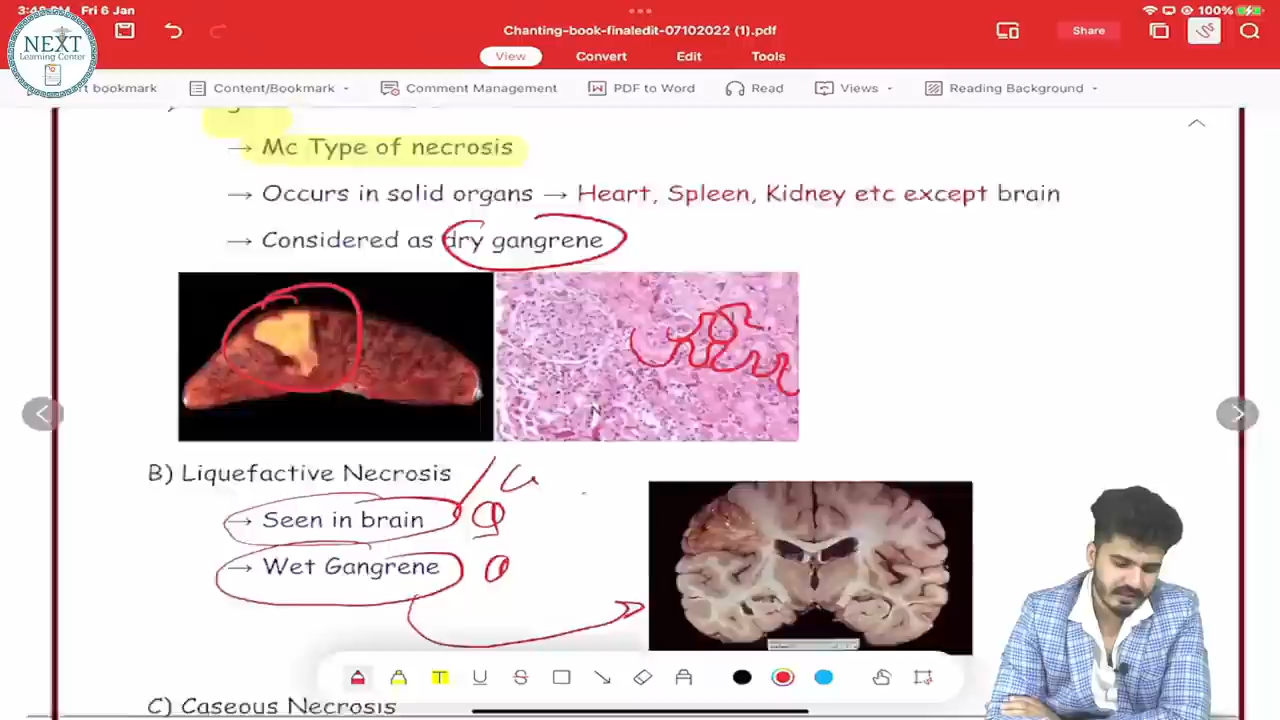 3:4 PM Fri 6 Jan
100%
NEXT
Learning Center
Chanting-book-finaledit-07102022 (1).pdf
Share
View
Convert
Edit
Tools
bookmark
Content/Bookmark
Comment Management
PDF to Word
Read
Views
Reading Background
→ Mc Type of necrosis
→ Occurs in solid organs → Heart, Spleen, Kidney etc except brain
→ Considered as dry gangrene
N
B) Liquefactive Necrosis
→ Seen in brain
→ Wet Gangrene
T
U
S
C) Caseous Necrosis